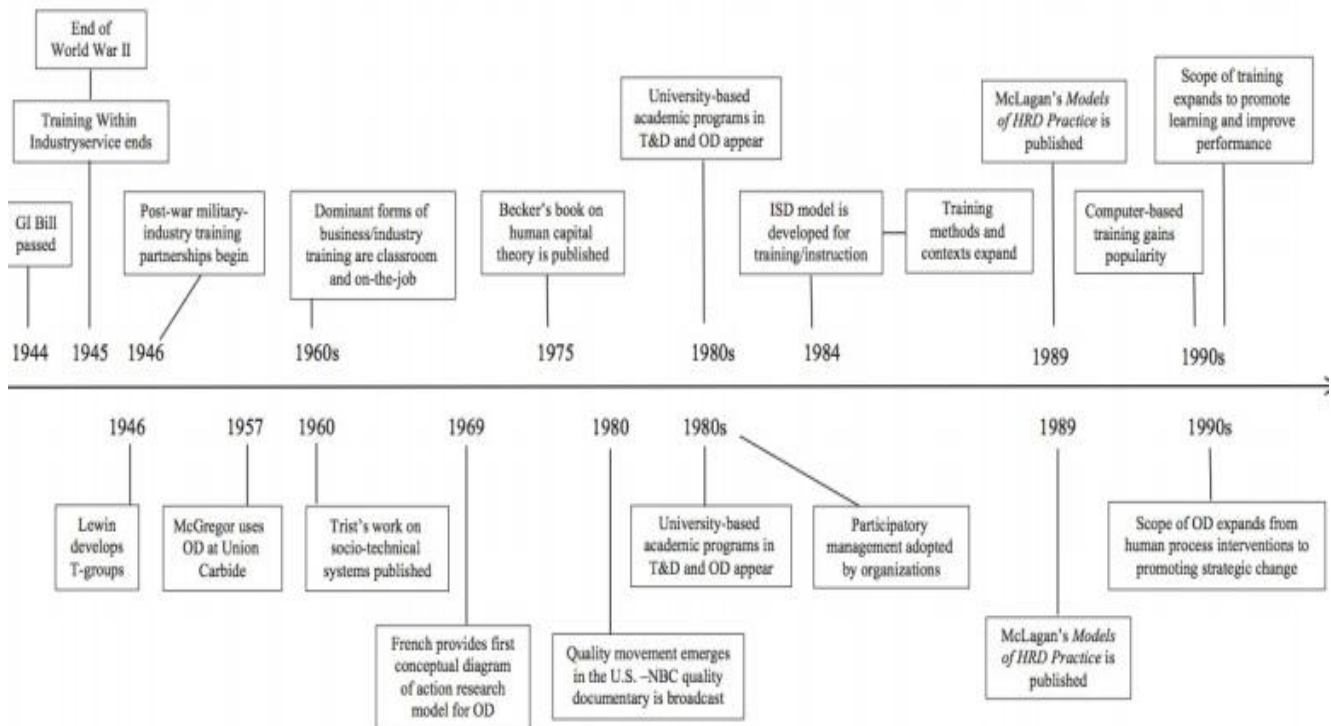 End of
World War II
Training Within
Industryservice ends
GI Bill
passed
Post-war military-
industry training
partnerships begin
Dominant forms of
business/industry
training are classroom
and on-the-job
Becker's book on
human capital
theory is published
University-based
academic programs in
T&D and OD appear
ISD model is
developed for
training/instruction
Training
methods and
contexts expand
McLagan's Models
of HRD Practice is
published
Computer-based
training gains
popularity
Scope of training
expands to promote
learning and improve
performance
1944
1945
1946
1960s
1975
1980s
1984
1989
1990s
1946
1957
1960
1969
1980
1980s
1989
1990s
Lewin
develops
T-groups
McGregor uses
OD at Union
Carbide
Trist's work on
socio-technical
systems published
French provides first
conceptual diagram
of action research
model for OD
Quality movement emerges
in the U.S. –NBC quality
documentary is broadcast
University-based
academic programs in
T&D and OD appear
Participatory
management adopted
by organizations
McLagan's Models
of HRD Practice is
published
Scope of OD expands from
human process interventions to
promoting strategic change